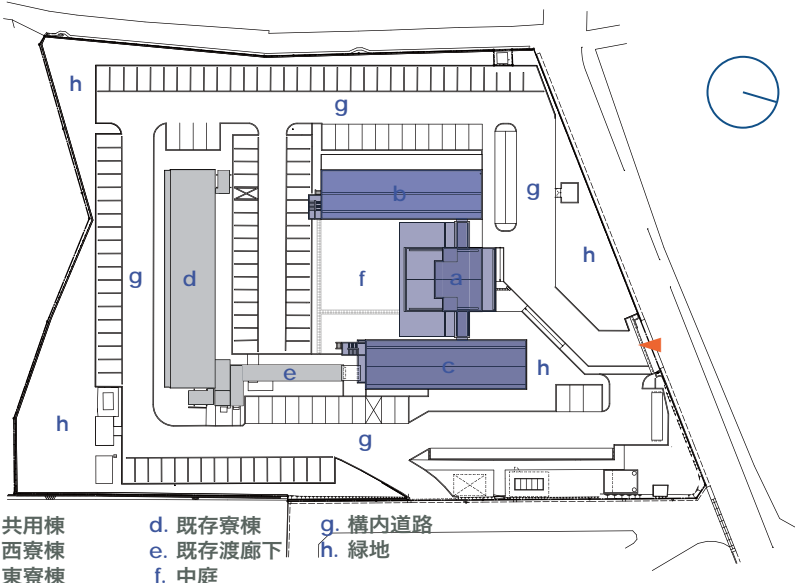 h
g
b
g
a
h
g
d
f
c
h
e
h
g
共用棟 d. 既存寮棟 g. 構内道路
西寮棟 e. 既存渡廊下 h. 緑地
東寮棟 f. 中庭